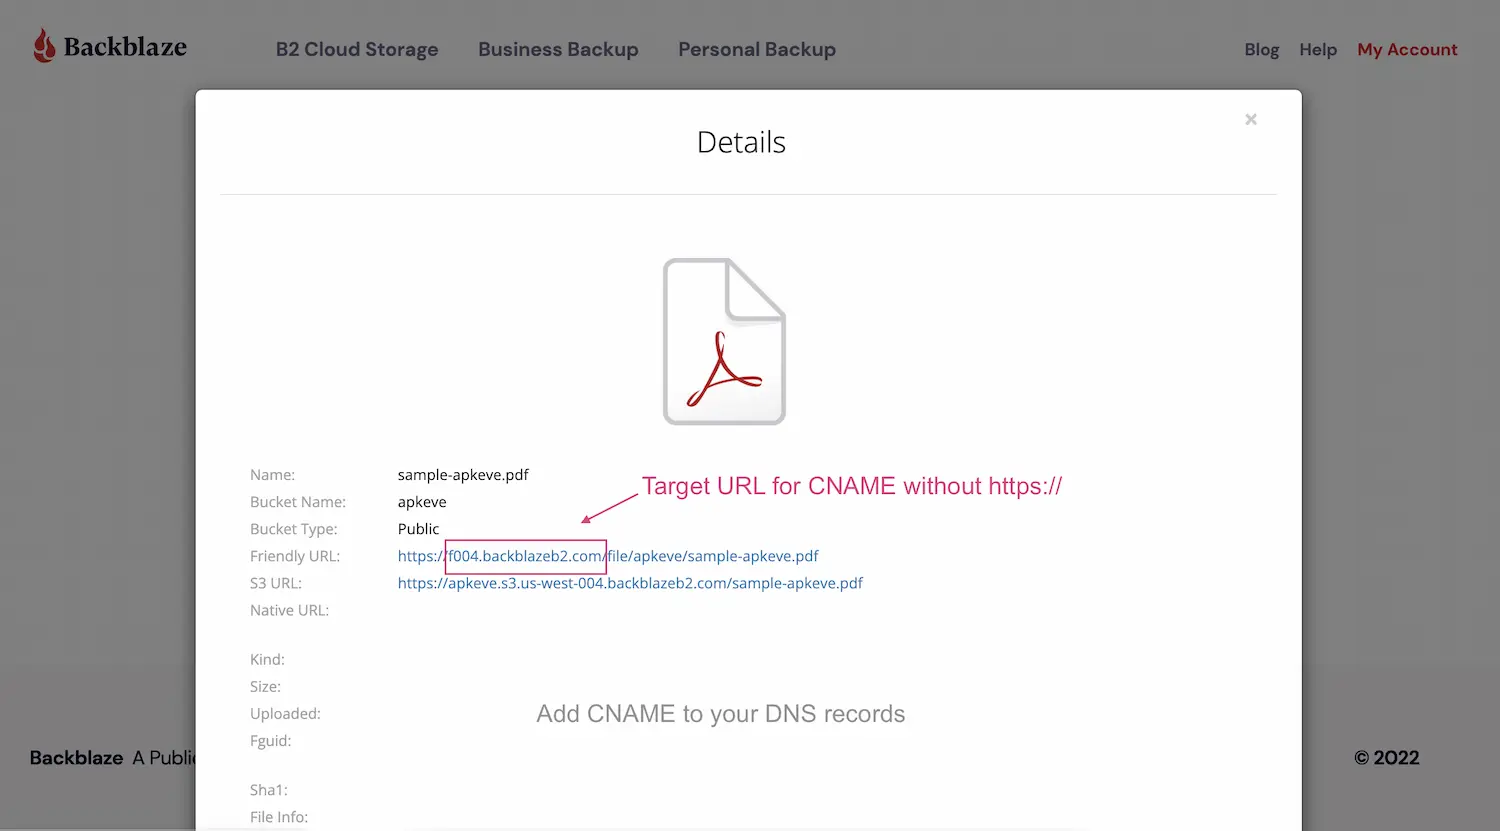 Backblaze B2 Cloud Storage Business Backup Personal Backup Blog Help My Account
×
Details
Name: sample-apkeve.pdf
Target URL for CNAME without https://
Bucket Name: apkeve
Bucket Type: Public
Friendly URL: https://f004.backblazeb2.com/file/apkeve/sample-apkeve.pdf
S3 URL: https://apkeve.s3.us-west-004.backblazeb2.com/sample-apkeve.pdf
Native URL:
Kind:
Size:
Uploaded:
Add CNAME to your DNS records
Fguid:
Backblaze A Public © 2022
Sha1:
File Info: